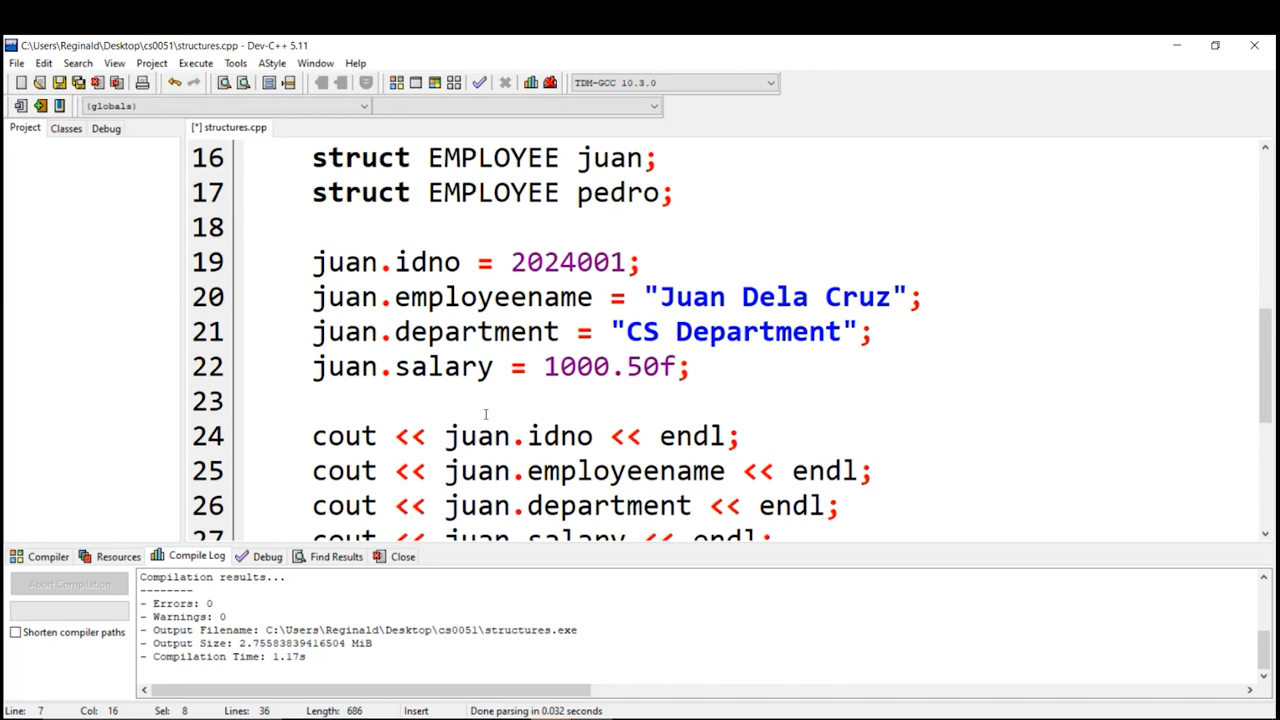 C:\Users\Reginald\Desktop\cs0051\structures.cpp - Dev-C++ 5.11
File Edit Search View Project Execute Tools AStyle Window Help
TDM-GCC 10.3.0
(globals)
Project Classes Debug [*] structures.cpp
16 struct EMPLOYEE juan;
17 struct EMPLOYEE pedro;
18
19 juan.idno = 2024001;
20 juan.employeename = "Juan Dela Cruz";
21 juan.department = "CS Department";
22 juan.salary = 1000.50f;
23
24 cout << juan.idno << endl;
25 cout << juan.employeename << endl;
26 cout << juan.department << endl;
27 cout << juan.salary << endl;
Compiler Resources Compile Log Debug Find Results Close
Abort Compilation
Shorten compiler paths
Compilation results...
--------
- Errors: 0
- Warnings: 0
- Output Filename: C:\Users\Reginald\Desktop\cs0051\structures.exe
- Output Size: 2.75583839416504 MiB
- Compilation Time: 1.17s
Line: 7 Col: 16 Sel: 8 Lines: 36 Length: 686 Insert Done parsing in 0.032 seconds